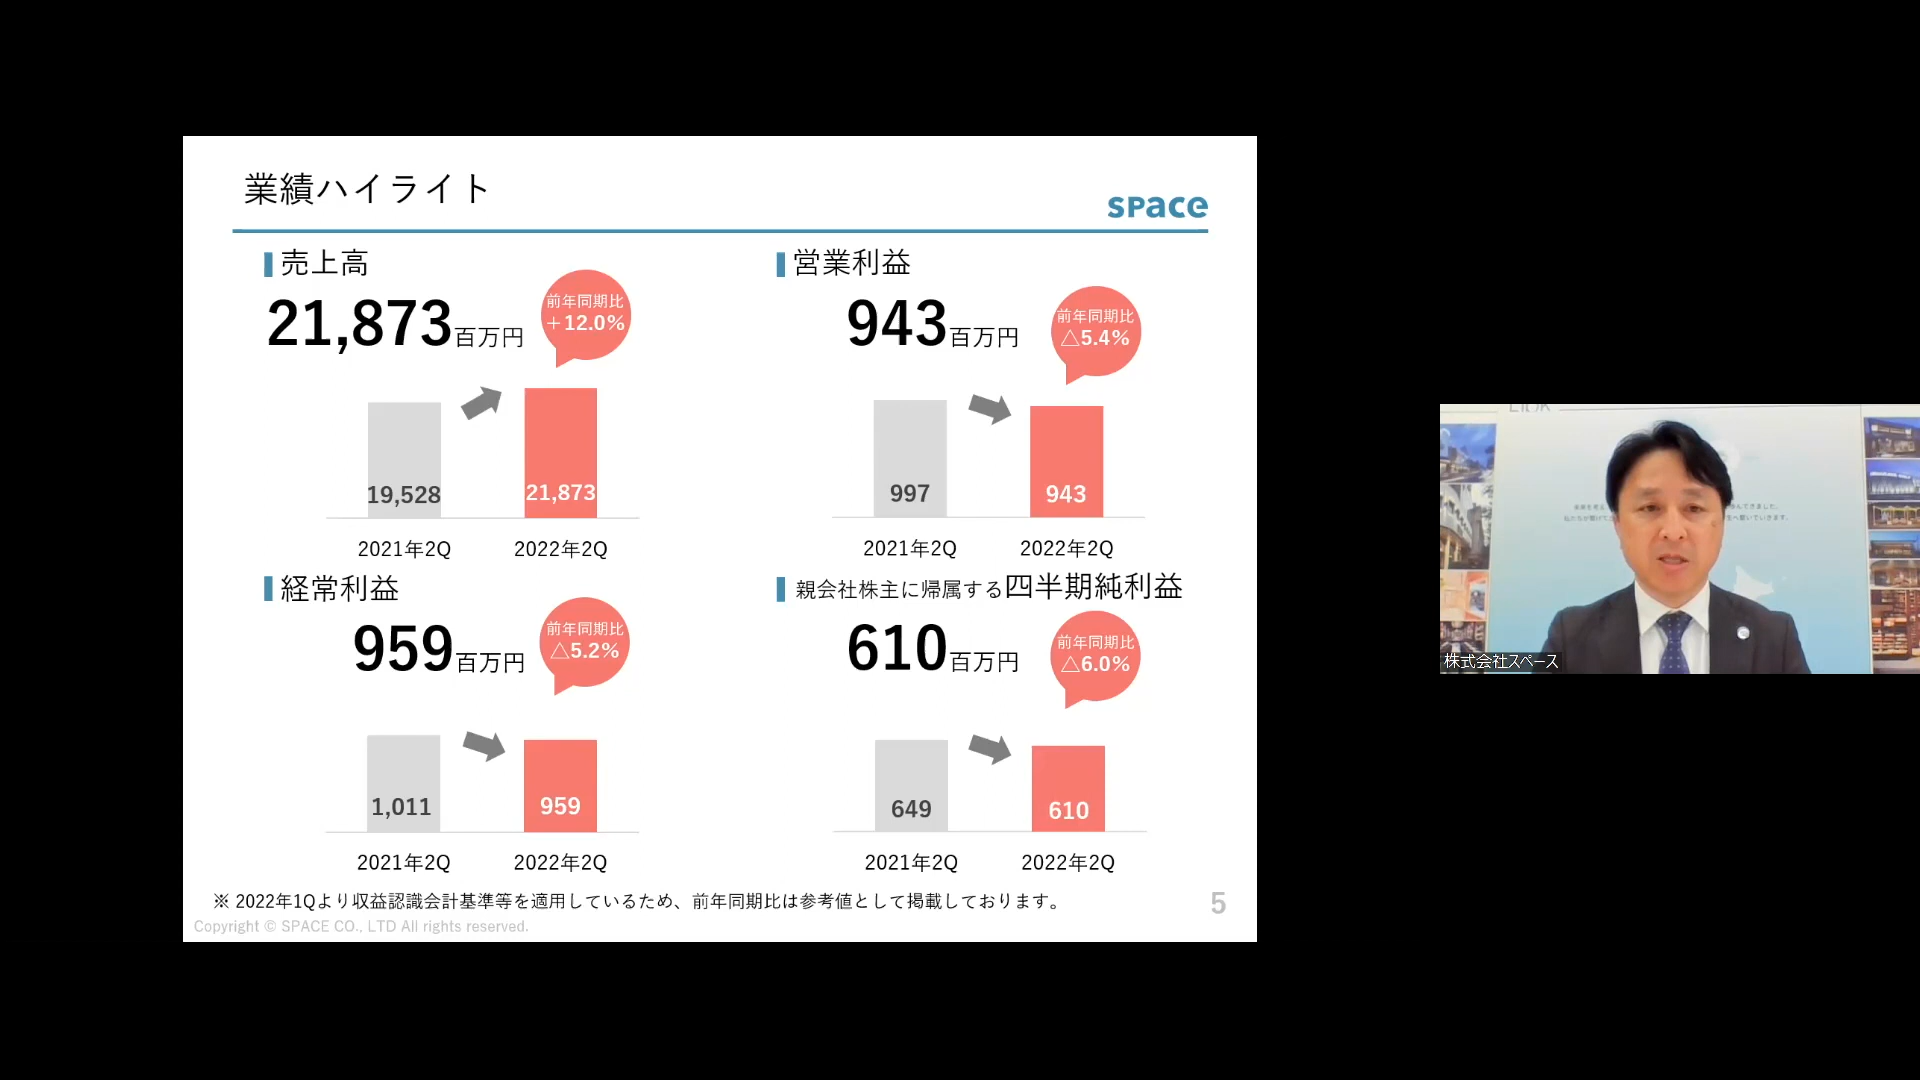 業績ハイライト
space
売上高
21,873百万円
前年同期比
＋12.0%
19,528
21,873
2021年2Q
2022年2Q
営業利益
943百万円
前年同期比
△5.4%
997
943
2021年2Q
2022年2Q
経常利益
959百万円
前年同期比
△5.2%
1,011
959
2021年2Q
2022年2Q
親会社株主に帰属する四半期純利益
610百万円
前年同期比
△6.0%
649
610
2021年2Q
2022年2Q
※ 2022年1Qより収益認識会計基準等を適用しているため、前年同期比は参考値として掲載しております。
5
Copyright © SPACE CO., LTD All rights reserved.
株式会社スペース